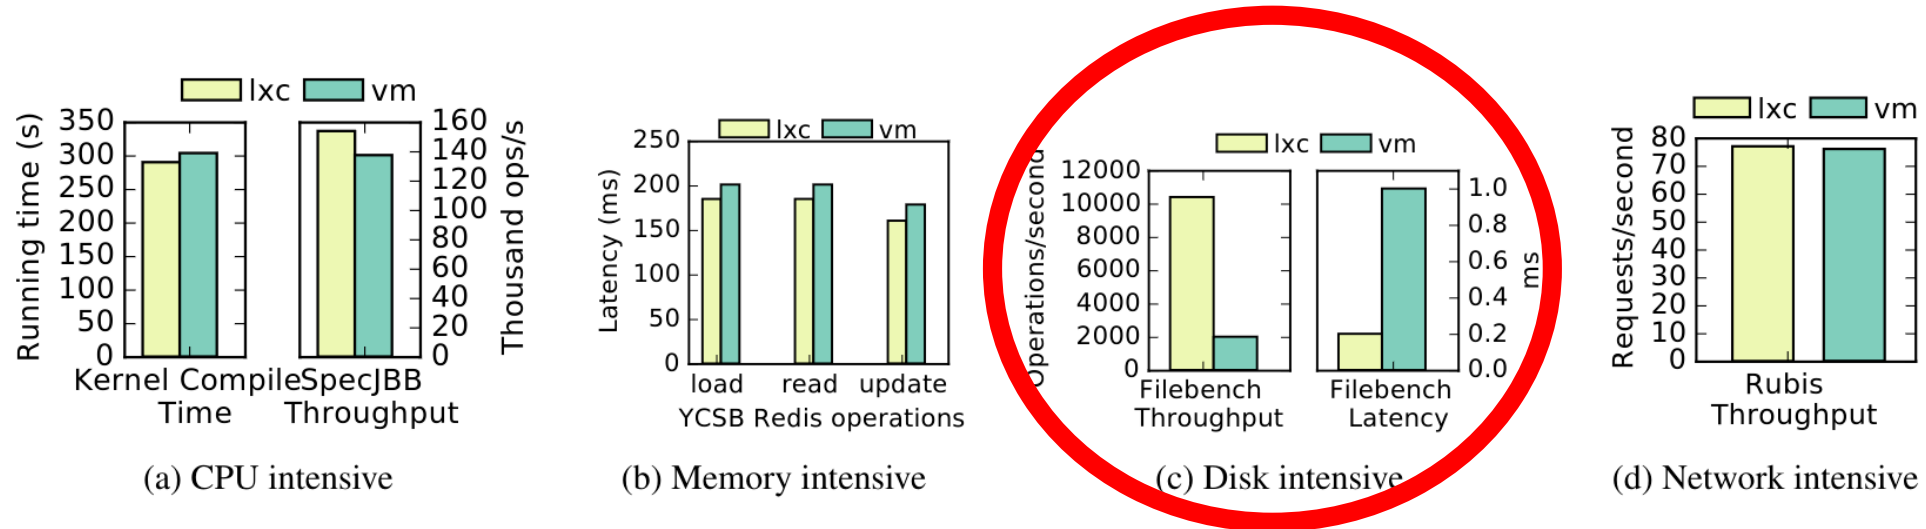 lxc vm
Running time (s)
350
300
250
200
150
100
50
0
Kernel Compile
Time
160
140
120
100
80
60
40
20
0
Thousand ops/s
SpecJBB
Throughput
(a) CPU intensive
lxc vm
Latency (ms)
250
200
150
100
50
0
load read update
YCSB Redis operations
(b) Memory intensive
lxc vm
Operations/second
12000
10000
8000
6000
4000
2000
0
Filebench
Throughput
1.0
0.8
0.6
0.4
0.2
0.0
ms
Filebench
Latency
(c) Disk intensive
lxc vm
Requests/second
80
70
60
50
40
30
20
10
0
Rubis
Throughput
(d) Network intensive